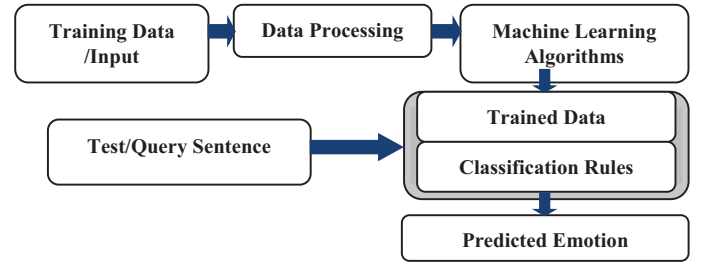 Training Data
/Input
Data Processing
Machine Learning
Algorithms
Trained Data
Test/Query Sentence
Classification Rules
Predicted Emotion